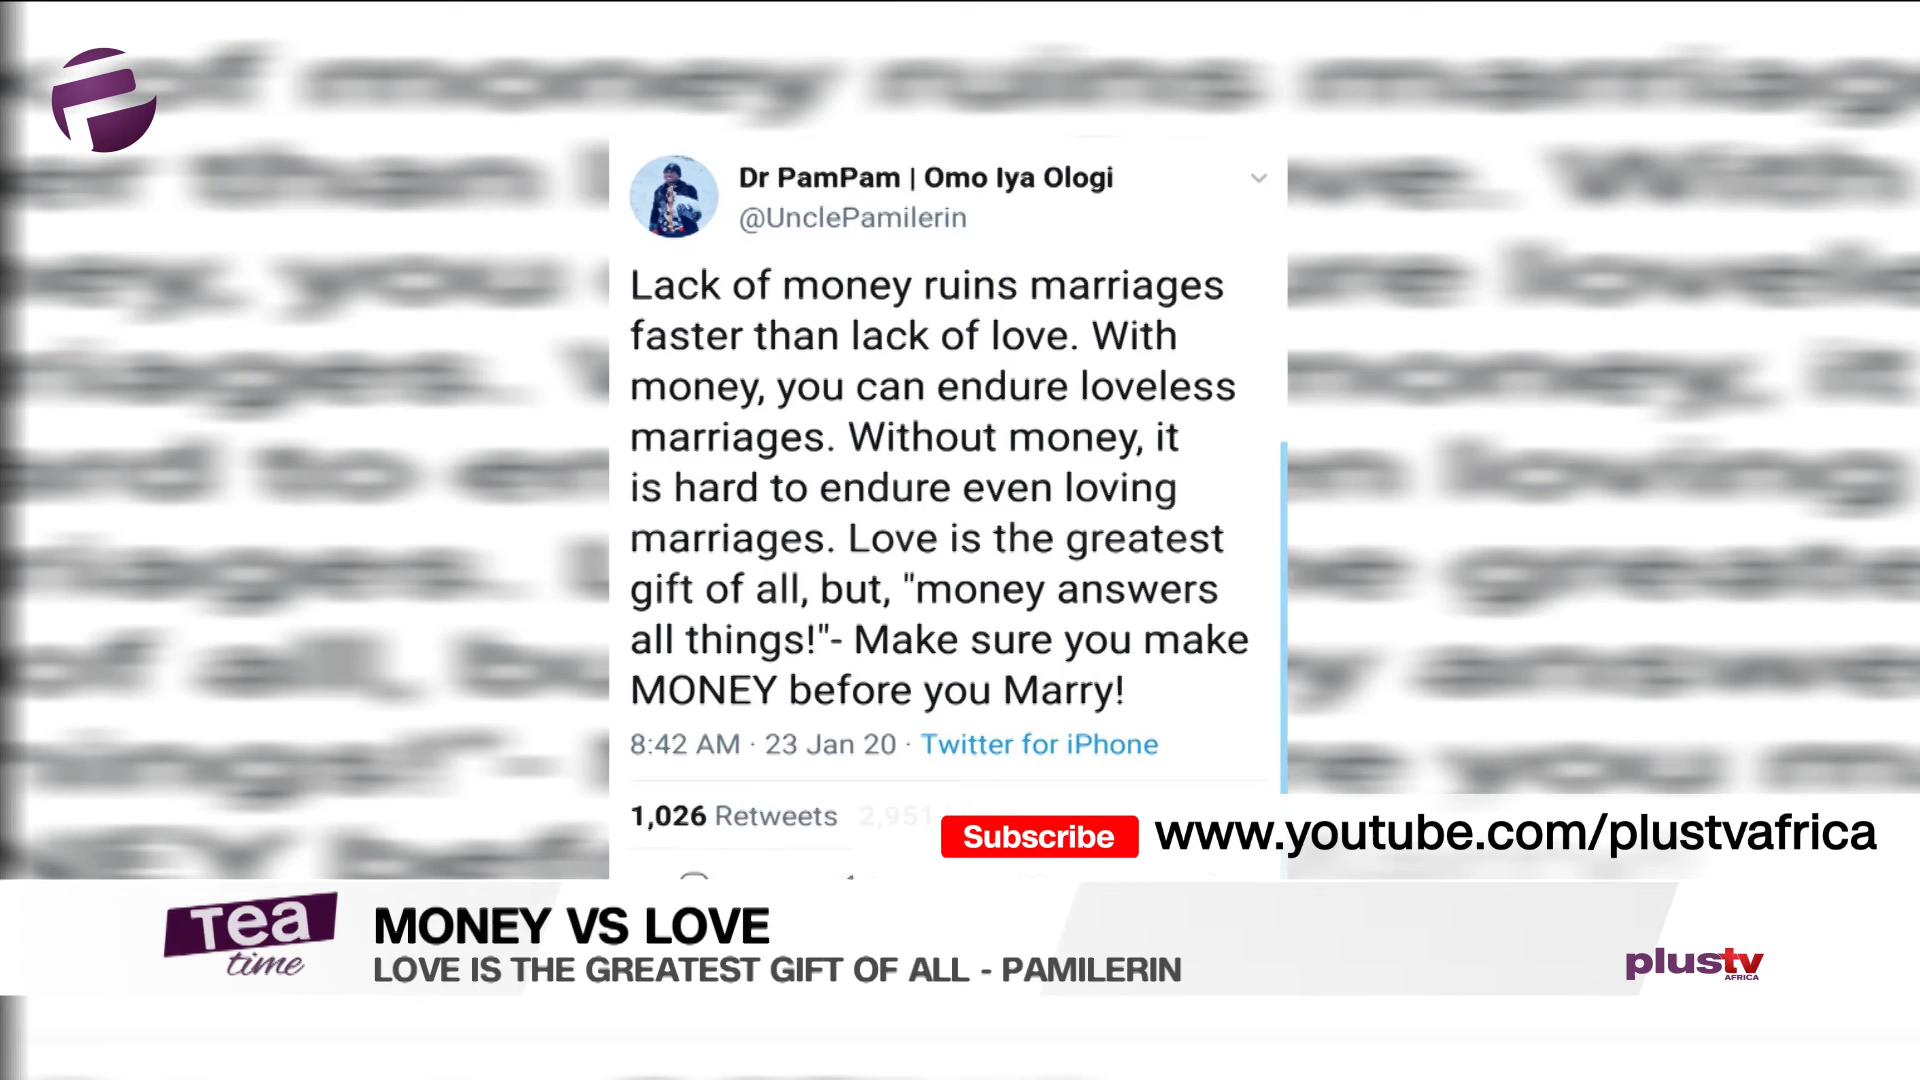 Dr PamPam | Omo Iya Ologi
@UnclePamilerin
Lack of money ruins marriages
faster than lack of love. With
money, you can endure loveless
marriages. Without money, it
is hard to endure even loving
marriages. Love is the greatest
gift of all, but, "money answers
all things!"- Make sure you make
MONEY before you Marry!
8:42 AM · 23 Jan 20 · Twitter for iPhone
1,026 Retweets 2,951
Subscribe www.youtube.com/plustvafrica
Tea
time
MONEY VS LOVE
LOVE IS THE GREATEST GIFT OF ALL - PAMILERIN
plustv
AFRICA